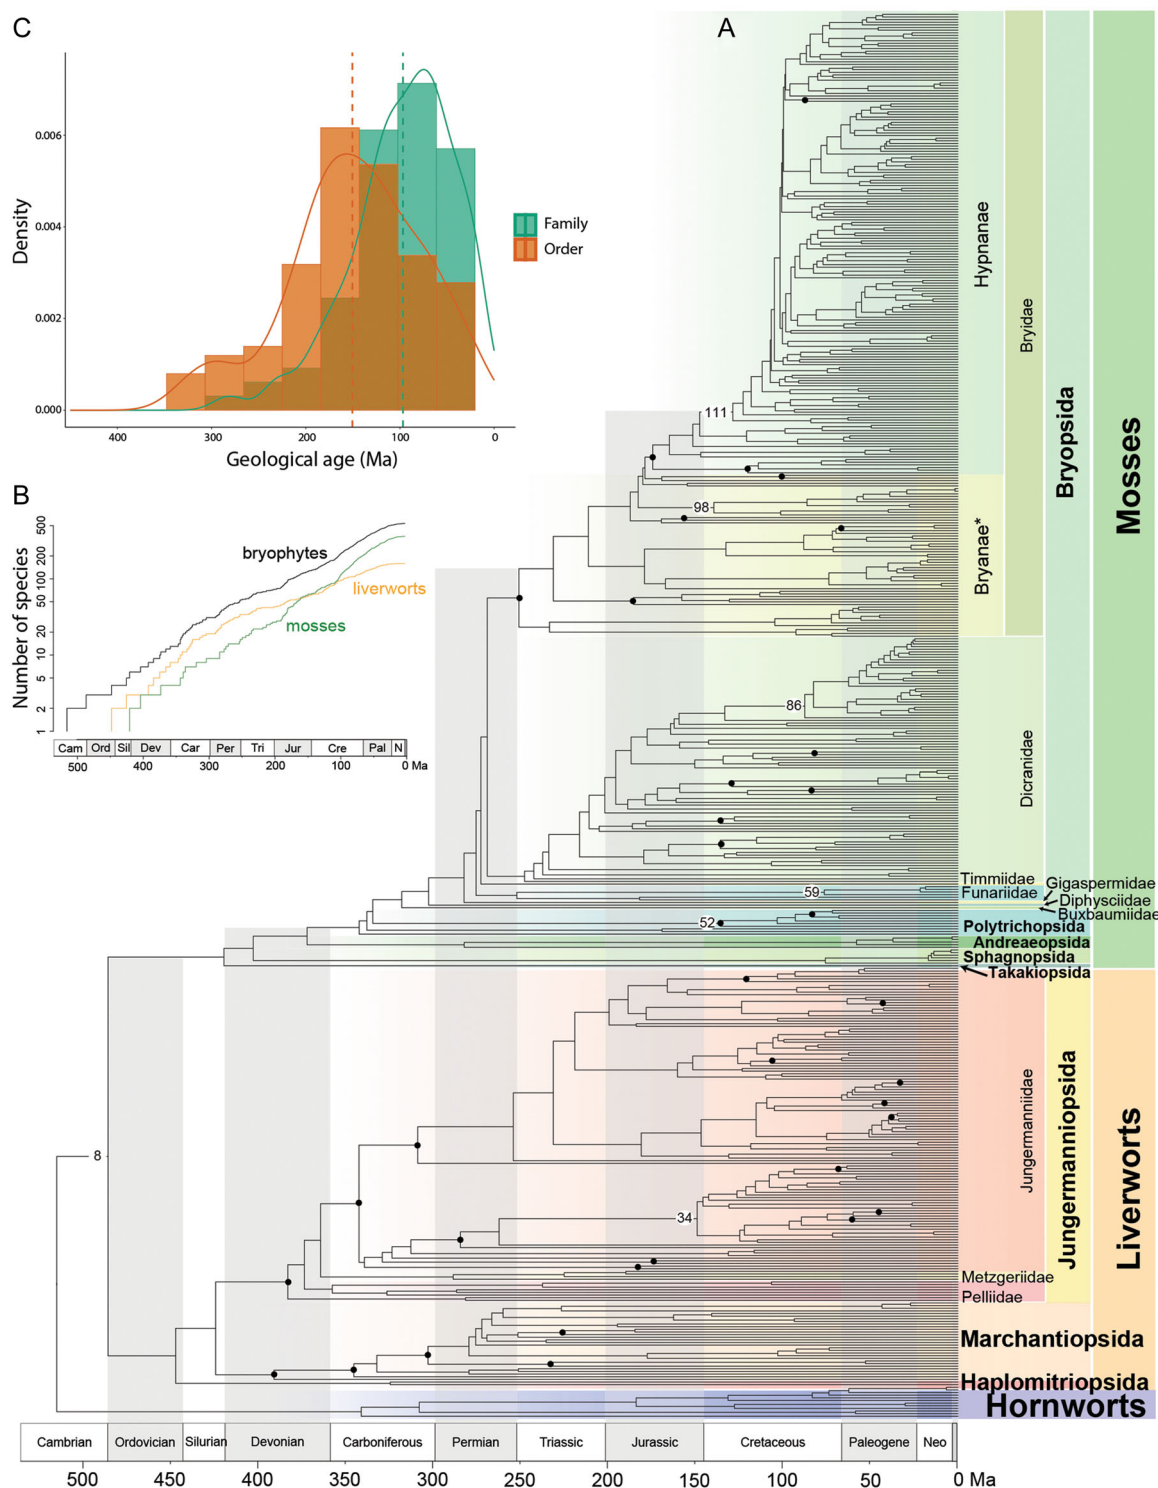 C
A
Density
0.006
0.004
0.002
0.000
400
300
200
100
0
Geological age (Ma)
Family
Order
B
Number of species
500
200
100
50
20
10
5
2
1
bryophytes
liverworts
mosses
Cam
Ord
Sil
Dev
Car
Per
Tri
Jur
Cre
Pal
N
500
400
300
200
100
0 Ma
111
98
86
59
52
8
34
Hypnanae
Bryanae*
Bryidae
Dicranidae
Bryopsida
Mosses
Timmiidae
Funariidae
Gigaspermidae
Diphysciidae
Buxbaumiidae
Polytrichopsida
Andreaeopsida
Sphagnopsida
Takakiopsida
Jungermanniidae
Jungermanniopsida
Liverworts
Metzgeriidae
Pelliidae
Marchantiopsida
Haplomitriopsida
Hornworts
Cambrian
Ordovician
Silurian
Devonian
Carboniferous
Permian
Triassic
Jurassic
Cretaceous
Paleogene
Neo
500
450
400
350
300
250
200
150
100
50
0 Ma